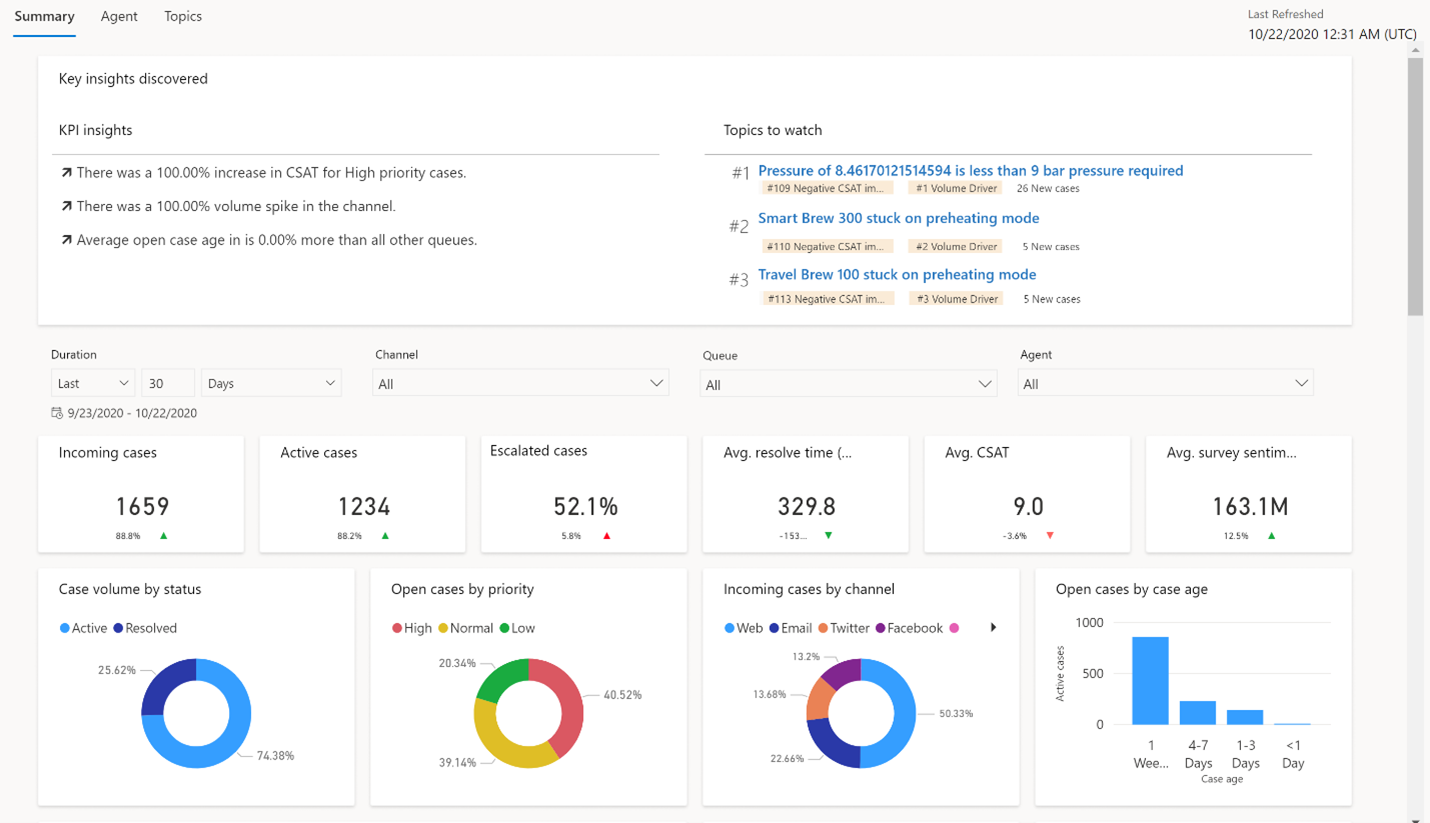 Summary Agent Topics
Last Refreshed
10/22/2020 12:31 AM (UTC)
Key insights discovered
KPI insights
There was a 100.00% increase in CSAT for High priority cases.
There was a 100.00% volume spike in the channel.
Average open case age in is 0.00% more than all other queues.
Topics to watch
#1 Pressure of 8.46170121514594 is less than 9 bar pressure required
#109 Negative CSAT im... #1 Volume Driver 26 New cases
#2 Smart Brew 300 stuck on preheating mode
#110 Negative CSAT im... #2 Volume Driver 5 New cases
#3 Travel Brew 100 stuck on preheating mode
#113 Negative CSAT im... #3 Volume Driver 5 New cases
Duration Channel Queue Agent
Last 30 Days All All All
9/23/2020 - 10/22/2020
Incoming cases
1659
88.8%
Active cases
1234
88.2%
Escalated cases
52.1%
5.8%
Avg. resolve time (...
329.8
-153...
Avg. CSAT
9.0
-3.6%
Avg. survey sentim...
163.1M
12.5%
Case volume by status
Active Resolved
25.62%
74.38%
Open cases by priority
High Normal Low
20.34%
40.52%
39.14%
Incoming cases by channel
Web Email Twitter Facebook
13.2%
13.68%
50.33%
22.66%
Open cases by case age
Active cases
1000
500
0
1 4-7 1-3 <1
Wee... Days Days Day
Case age